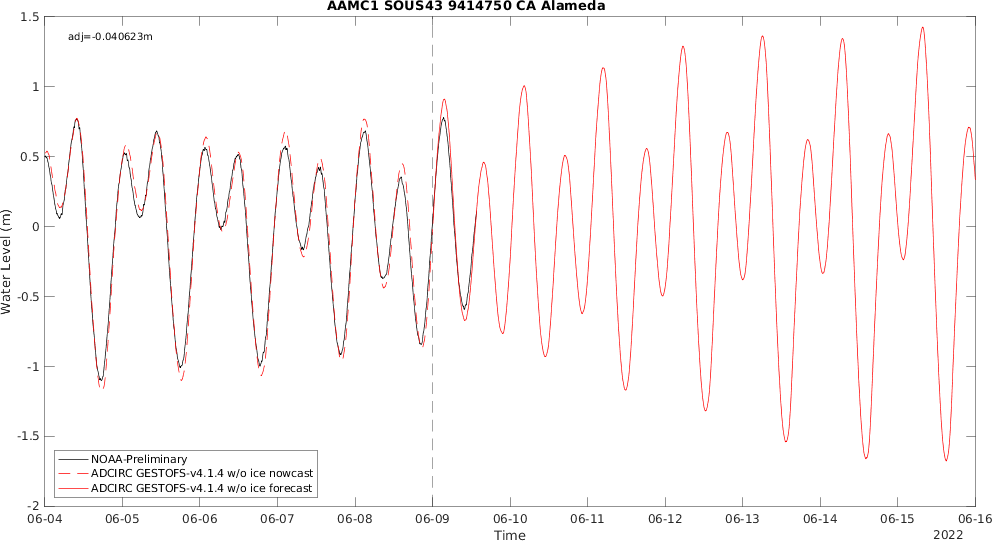 AAMC1 SOUS43 9414750 CA Alameda
adj=-0.040623m
1.5
1
0.5
0
-0.5
-1
-1.5
-2
Water Level (m)
NOAA-Preliminary
ADCIRC GESTOFS-v4.1.4 w/o ice nowcast
ADCIRC GESTOFS-v4.1.4 w/o ice forecast
06-04 06-05 06-06 06-07 06-08 06-09 06-10 06-11 06-12 06-13 06-14 06-15 06-16
Time
2022